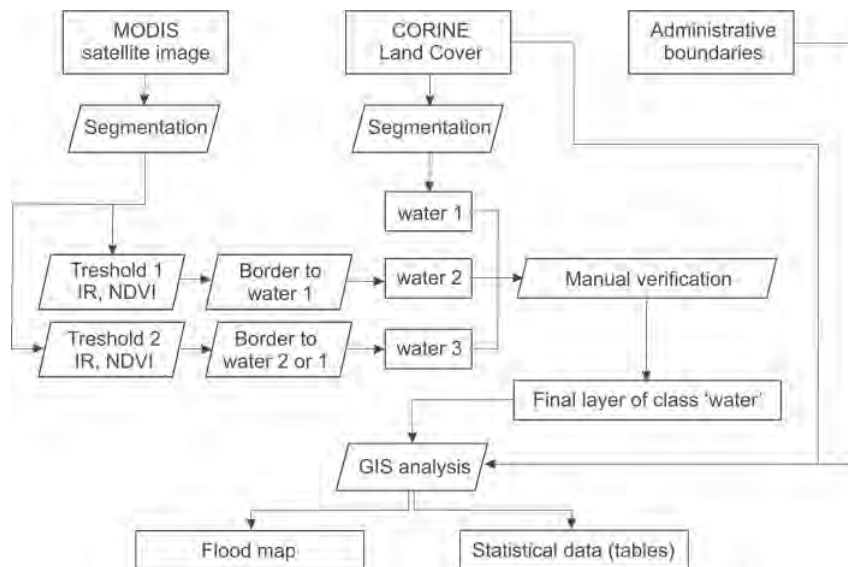 MODIS
satellite image
CORINE
Land Cover
Administrative
boundaries
Segmentation
Segmentation
water 1
Treshold 1
IR, NDVI
Border to
water 1
water 2
Manual verification
Treshold 2
IR, NDVI
Border to
water 2 or 1
water 3
Final layer of class ‘water’
GIS analysis
Flood map
Statistical data (tables)